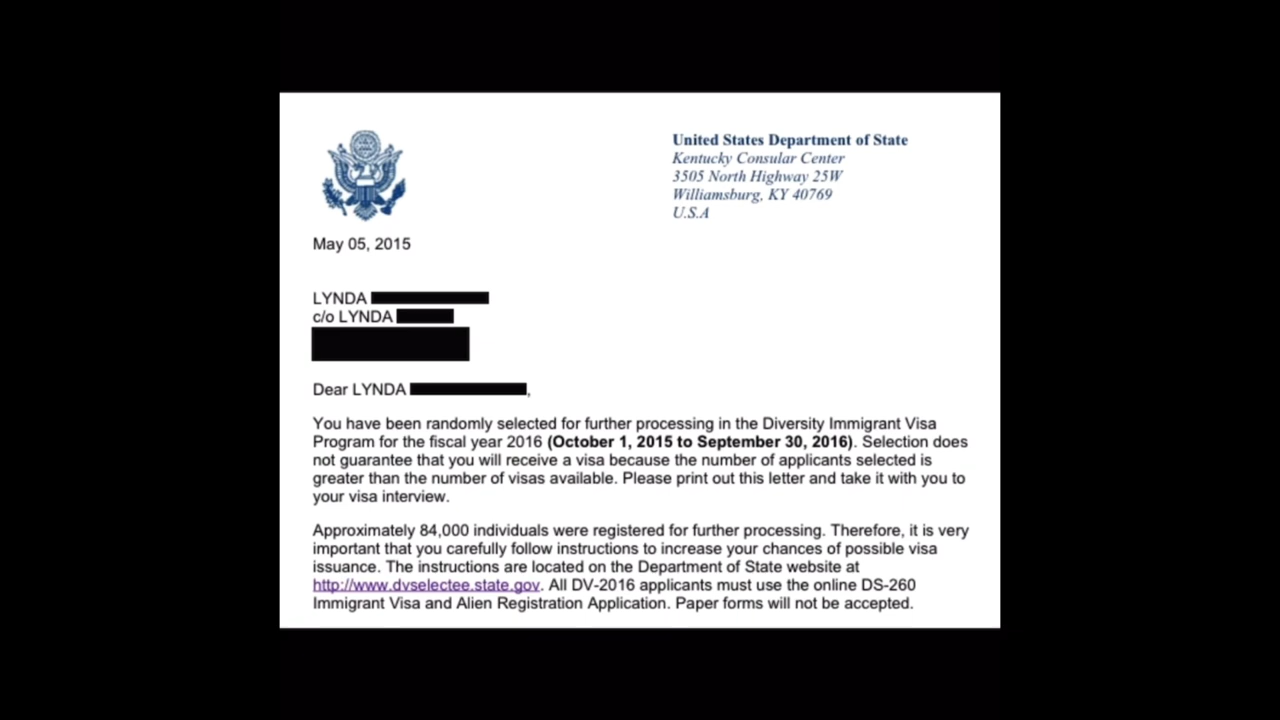 United States Department of State
Kentucky Consular Center
3505 North Highway 25W
Williamsburg, KY 40769
U.S.A
May 05, 2015
LYNDA
c/o LYNDA
Dear LYNDA ,
You have been randomly selected for further processing in the Diversity Immigrant Visa
Program for the fiscal year 2016 (October 1, 2015 to September 30, 2016). Selection does
not guarantee that you will receive a visa because the number of applicants selected is
greater than the number of visas available. Please print out this letter and take it with you to
your visa interview.
Approximately 84,000 individuals were registered for further processing. Therefore, it is very
important that you carefully follow instructions to increase your chances of possible visa
issuance. The instructions are located on the Department of State website at
http://www.dvselectee.state.gov. All DV-2016 applicants must use the online DS-260
Immigrant Visa and Alien Registration Application. Paper forms will not be accepted.